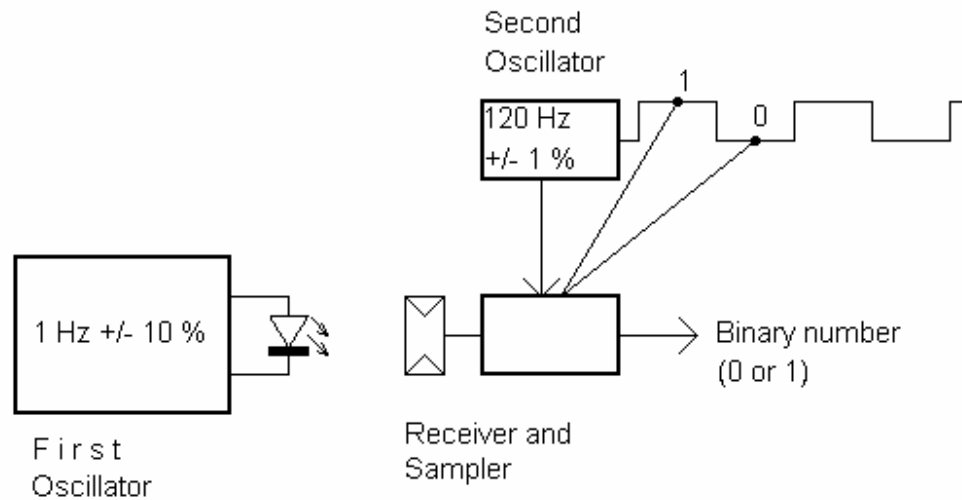 Second
Oscillator
1
0
120 Hz
+/- 1 %
1 Hz +/- 10 %
Binary number
(0 or 1)
F i r s t
Oscillator
Receiver and
Sampler